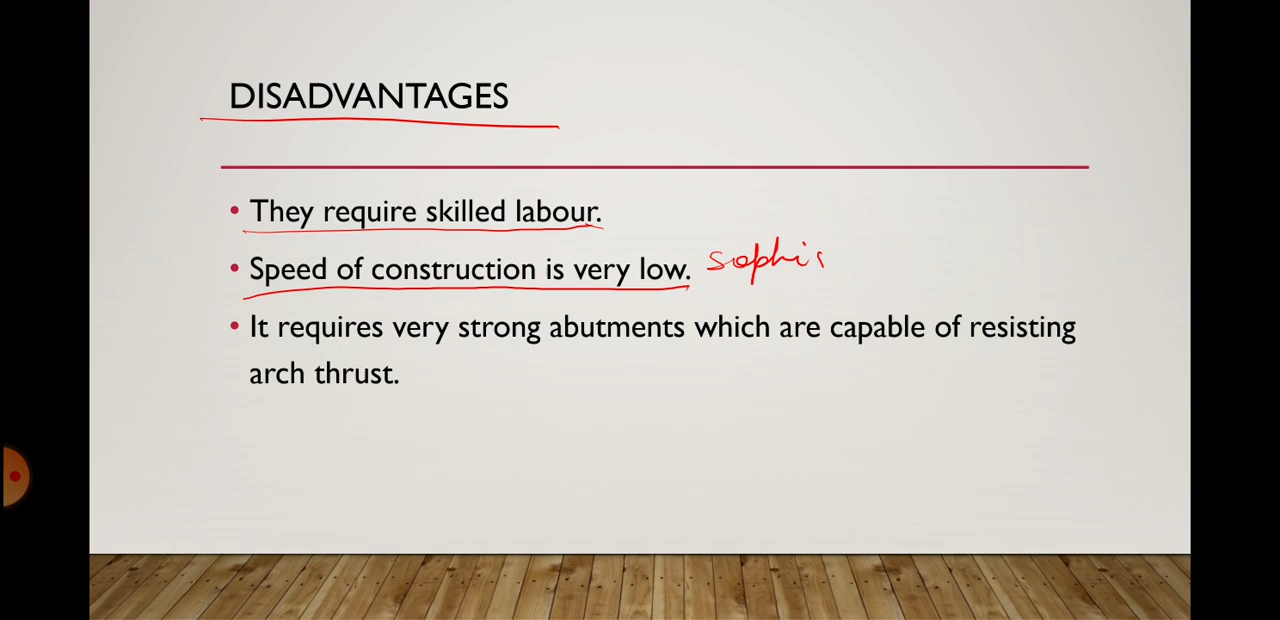 DISADVANTAGES
• They require skilled labour.
• Speed of construction is very low. sophis
• It requires very strong abutments which are capable of resisting
arch thrust.